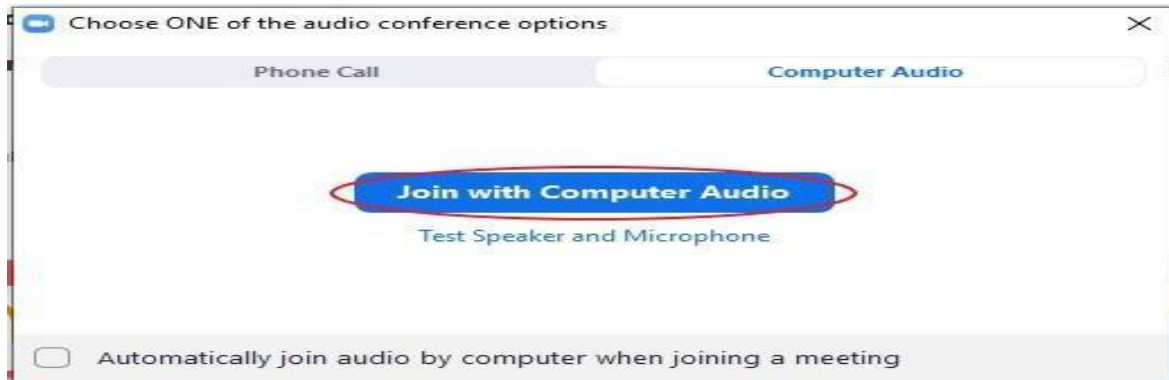 Choose ONE of the audio conference options
Phone Call
Computer Audio
Join with Computer Audio
Test Speaker and Microphone
Automatically join audio by computer when joining a meeting